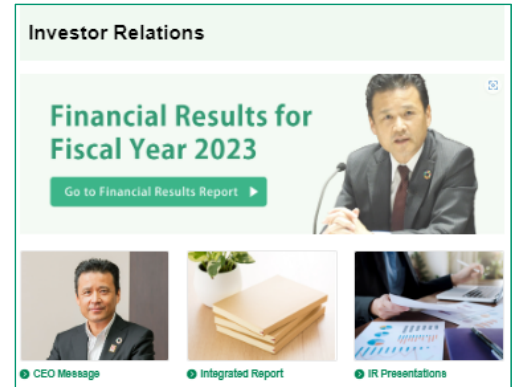 Investor Relations
Financial Results for
Fiscal Year 2023
Go to Financial Results Report
CEO Message
Integrated Report
IR Presentations